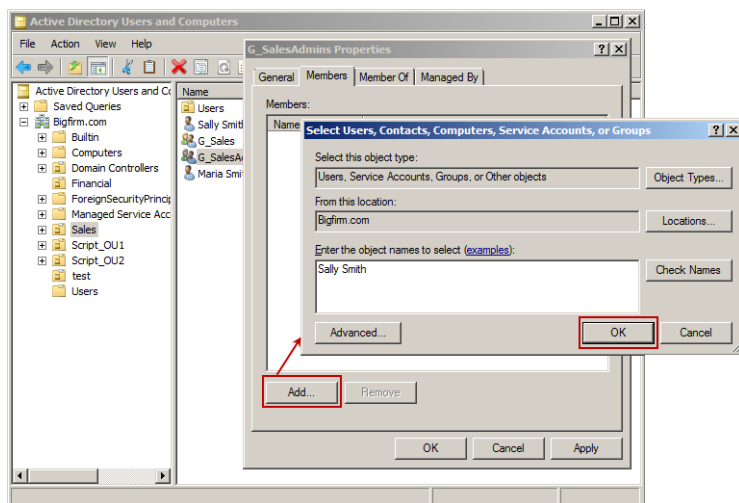 Active Directory Users and Computers
File Action View Help
G_SalesAdmins Properties
General Members Member Of Managed By
Active Directory Users and Co
Saved Queries
Bigfirm.com
Builtin
Computers
Domain Controllers
Financial
ForeignSecurityPrincip
Managed Service Acc
Sales
Script_OU1
Script_OU2
test
Users
Name
Users
Sally Smit
G_Sales
G_SalesA
Maria Smi
Members:
Name
Select Users, Contacts, Computers, Service Accounts, or Groups
Select this object type:
Users, Service Accounts, Groups, or Other objects
Object Types...
From this location:
Bigfirm.com
Locations...
Enter the object names to select (examples):
Sally Smith
Check Names
Advanced...
OK
Cancel
Add...
Remove
OK
Cancel
Apply